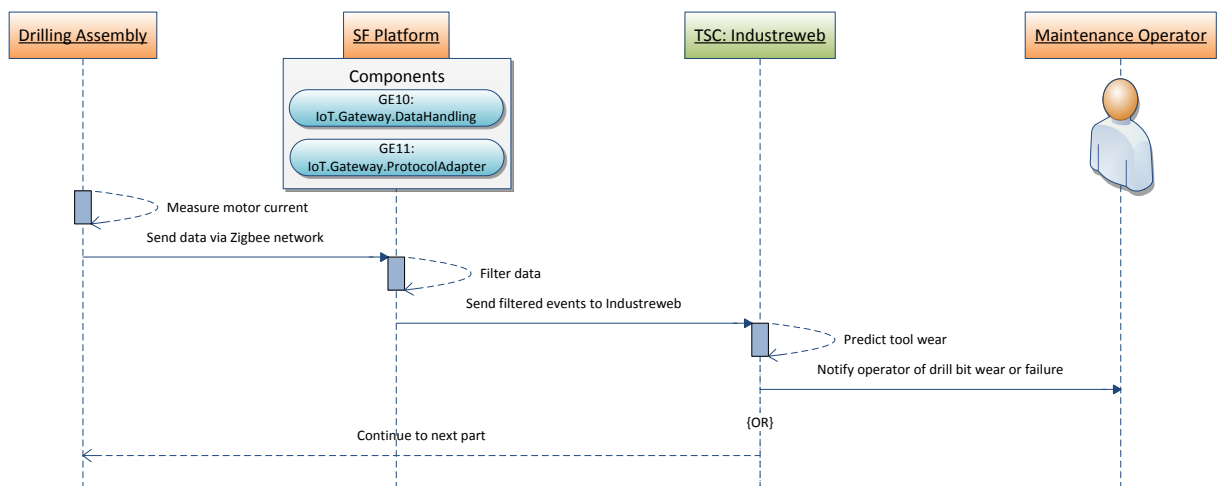 Drilling Assembly
SF Platform
TSC: Industreweb
Maintenance Operator
Components
GE10:
IoT.Gateway.DataHandling
GE11:
IoT.Gateway.ProtocolAdapter
Measure motor current
Send data via Zigbee network
Filter data
Send filtered events to Industreweb
Predict tool wear
Notify operator of drill bit wear or failure
{OR}
Continue to next part